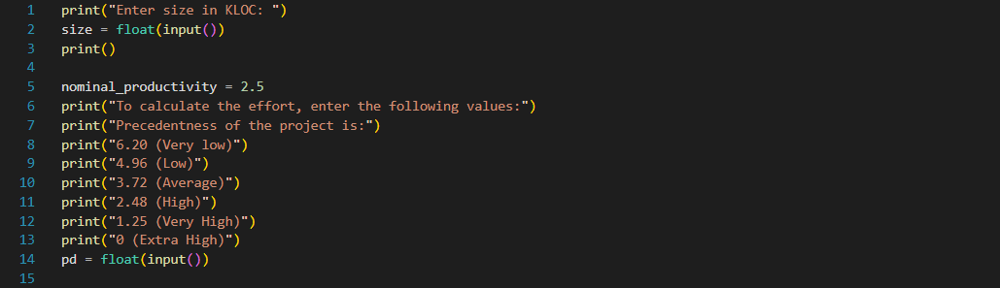 1 print("Enter size in KLOC: ")
2 size = float(input())
3 print()
4
5 nominal_productivity = 2.5
6 print("To calculate the effort, enter the following values:")
7 print("Precedentness of the project is:")
8 print("6.20 (Very low)")
9 print("4.96 (Low)")
10 print("3.72 (Average)")
11 print("2.48 (High)")
12 print("1.25 (Very High)")
13 print("0 (Extra High)")
14 pd = float(input())
15